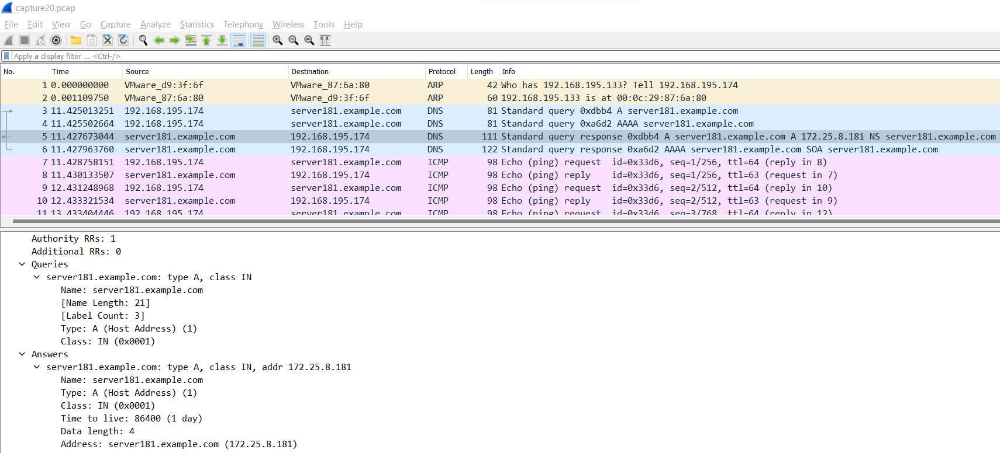 capture20.pcap
File Edit View Go Capture Analyze Statistics Telephony Wireless Tools Help
Apply a display filter ... <Ctrl-/>
No. Time Source Destination Protocol Length Info
1 0.000000000 VMware_d9:3f:6f VMware_87:6a:80 ARP 42 Who has 192.168.195.133? Tell 192.168.195.174
2 0.001109750 VMware_87:6a:80 VMware_d9:3f:6f ARP 60 192.168.195.133 is at 00:0c:29:87:6a:80
3 11.425013251 192.168.195.174 server181.example.com DNS 81 Standard query 0xdbb4 A server181.example.com
4 11.425502664 192.168.195.174 server181.example.com DNS 81 Standard query 0xa6d2 AAAA server181.example.com
5 11.427673044 server181.example.com 192.168.195.174 DNS 111 Standard query response 0xdbb4 A server181.example.com A 172.25.8.181 NS server181.example.com
6 11.427963760 server181.example.com 192.168.195.174 DNS 122 Standard query response 0xa6d2 AAAA server181.example.com SOA server181.example.com
7 11.428758151 192.168.195.174 server181.example.com ICMP 98 Echo (ping) request id=0x33d6, seq=1/256, ttl=64 (reply in 8)
8 11.430133507 server181.example.com 192.168.195.174 ICMP 98 Echo (ping) reply id=0x33d6, seq=1/256, ttl=63 (request in 7)
9 12.431248968 192.168.195.174 server181.example.com ICMP 98 Echo (ping) request id=0x33d6, seq=2/512, ttl=64 (reply in 10)
10 12.433321534 server181.example.com 192.168.195.174 ICMP 98 Echo (ping) reply id=0x33d6, seq=2/512, ttl=63 (request in 9)
11 13.433404446 192.168.195.174 server181.example.com ICMP 98 Echo (ping) request id=0x33d6, seq=3/768, ttl=64 (reply in 12)
Authority RRs: 1
Additional RRs: 0
Queries
server181.example.com: type A, class IN
Name: server181.example.com
[Name Length: 21]
[Label Count: 3]
Type: A (Host Address) (1)
Class: IN (0x0001)
Answers
server181.example.com: type A, class IN, addr 172.25.8.181
Name: server181.example.com
Type: A (Host Address) (1)
Class: IN (0x0001)
Time to live: 86400 (1 day)
Data length: 4
Address: server181.example.com (172.25.8.181)